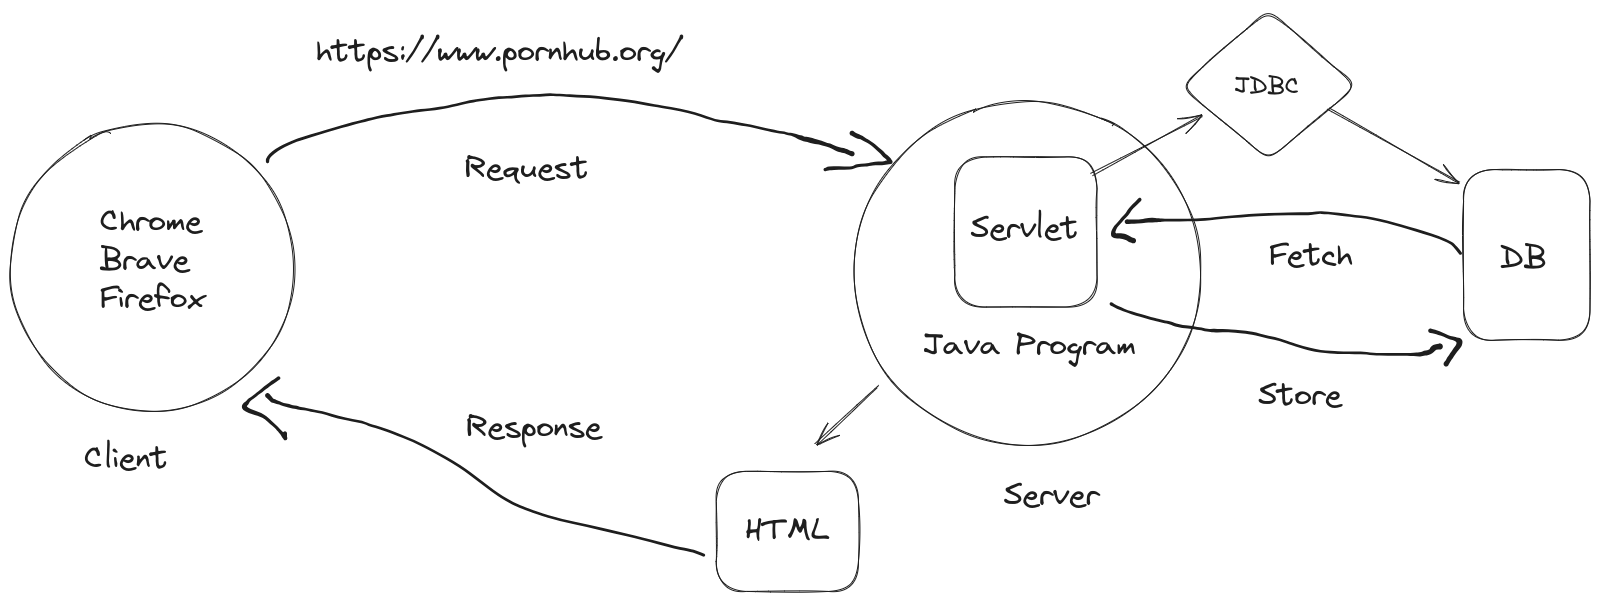 https://www.pornhub.org/
Request
Chrome
Brave
Firefox
Client
Response
HTML
Servlet
Java Program
Server
JDBC
Fetch
Store
DB